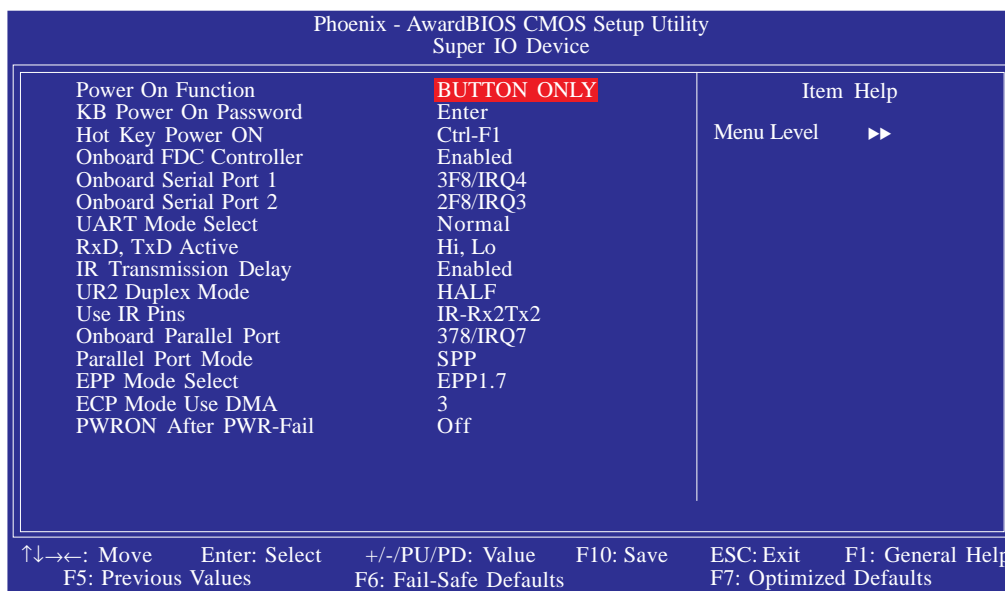 Phoenix - AwardBIOS CMOS Setup Utility
Super IO Device
Power On Function BUTTON ONLY
KB Power On Password Enter
Hot Key Power ON Ctrl-F1
Onboard FDC Controller Enabled
Onboard Serial Port 1 3F8/IRQ4
Onboard Serial Port 2 2F8/IRQ3
UART Mode Select Normal
RxD, TxD Active Hi, Lo
IR Transmission Delay Enabled
UR2 Duplex Mode HALF
Use IR Pins IR-Rx2Tx2
Onboard Parallel Port 378/IRQ7
Parallel Port Mode SPP
EPP Mode Select EPP1.7
ECP Mode Use DMA 3
PWRON After PWR-Fail Off
Item Help
Menu Level ▸▸
↑↓→←: Move Enter: Select +/-/PU/PD: Value F10: Save ESC: Exit F1: General Help
F5: Previous Values F6: Fail-Safe Defaults F7: Optimized Defaults